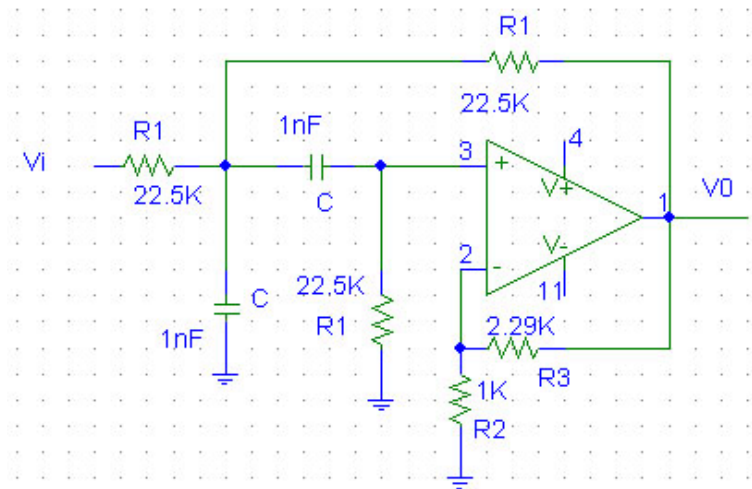 R1
22.5K
R1
1nF
4
3
+
Vi
V+
V0
22.5K
C
1
2
-
V-
22.5K
C
11
1nF
R1
2.29K
R3
1K
R2